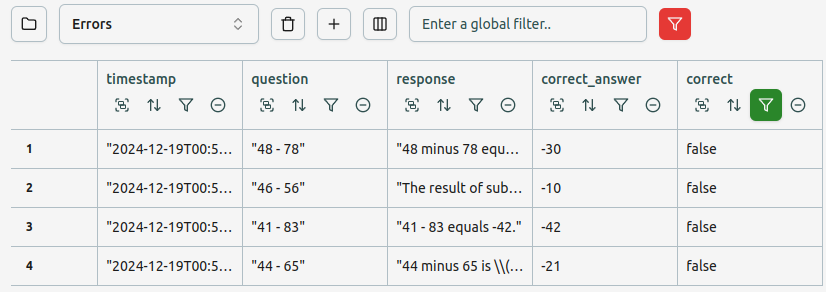 Errors Enter a global filter..
timestamp question response correct_answer correct
1 "2024-12-19T00:5... "48 - 78" "48 minus 78 equ... -30 false
2 "2024-12-19T00:5... "46 - 56" "The result of sub... -10 false
3 "2024-12-19T00:5... "41 - 83" "41 - 83 equals -42." -42 false
4 "2024-12-19T00:5... "44 - 65" "44 minus 65 is \\(... -21 false